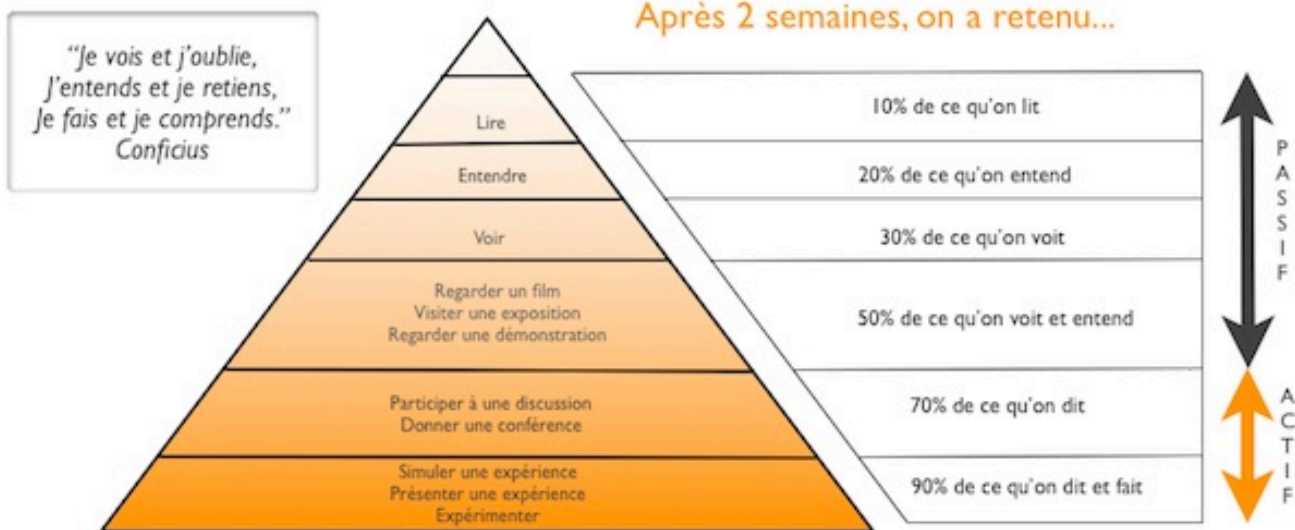 Après 2 semaines, on a retenu...
“Je vois et j'oublie,
J'entends et je retiens,
Je fais et je comprends.”
Conficius
Lire
10% de ce qu'on lit
Entendre
20% de ce qu'on entend
Voir
30% de ce qu'on voit
Regarder un film
Visiter une exposition
Regarder une démonstration
50% de ce qu'on voit et entend
PASSIF
Participer à une discussion
Donner une conférence
70% de ce qu'on dit
Simuler une expérience
Présenter une expérience
Expérimenter
90% de ce qu'on dit et fait
ACTIF